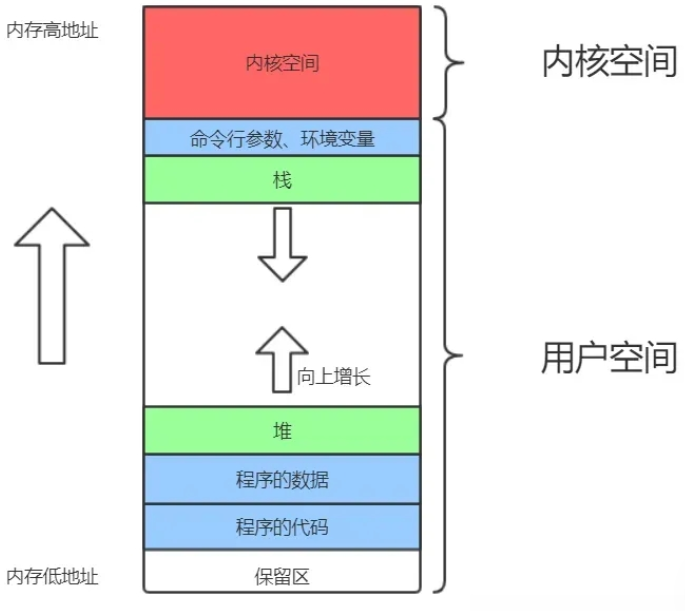 内存高地址
内核空间
内核空间
命令行参数、环境变量
栈
向上增长
用户空间
堆
程序的数据
程序的代码
内存低地址
保留区